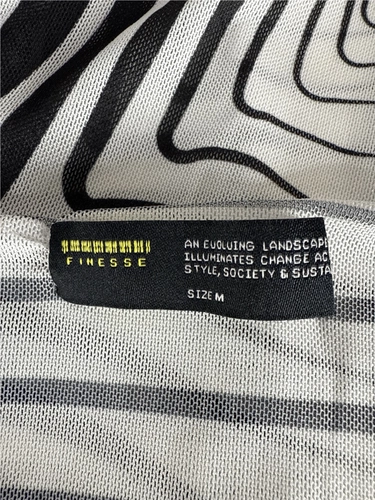 FINESSE
AN EVOLVING LANDSCAPE
ILLUMINATES CHANGE AC
STYLE, SOCIETY & SUSTA
SIZE M